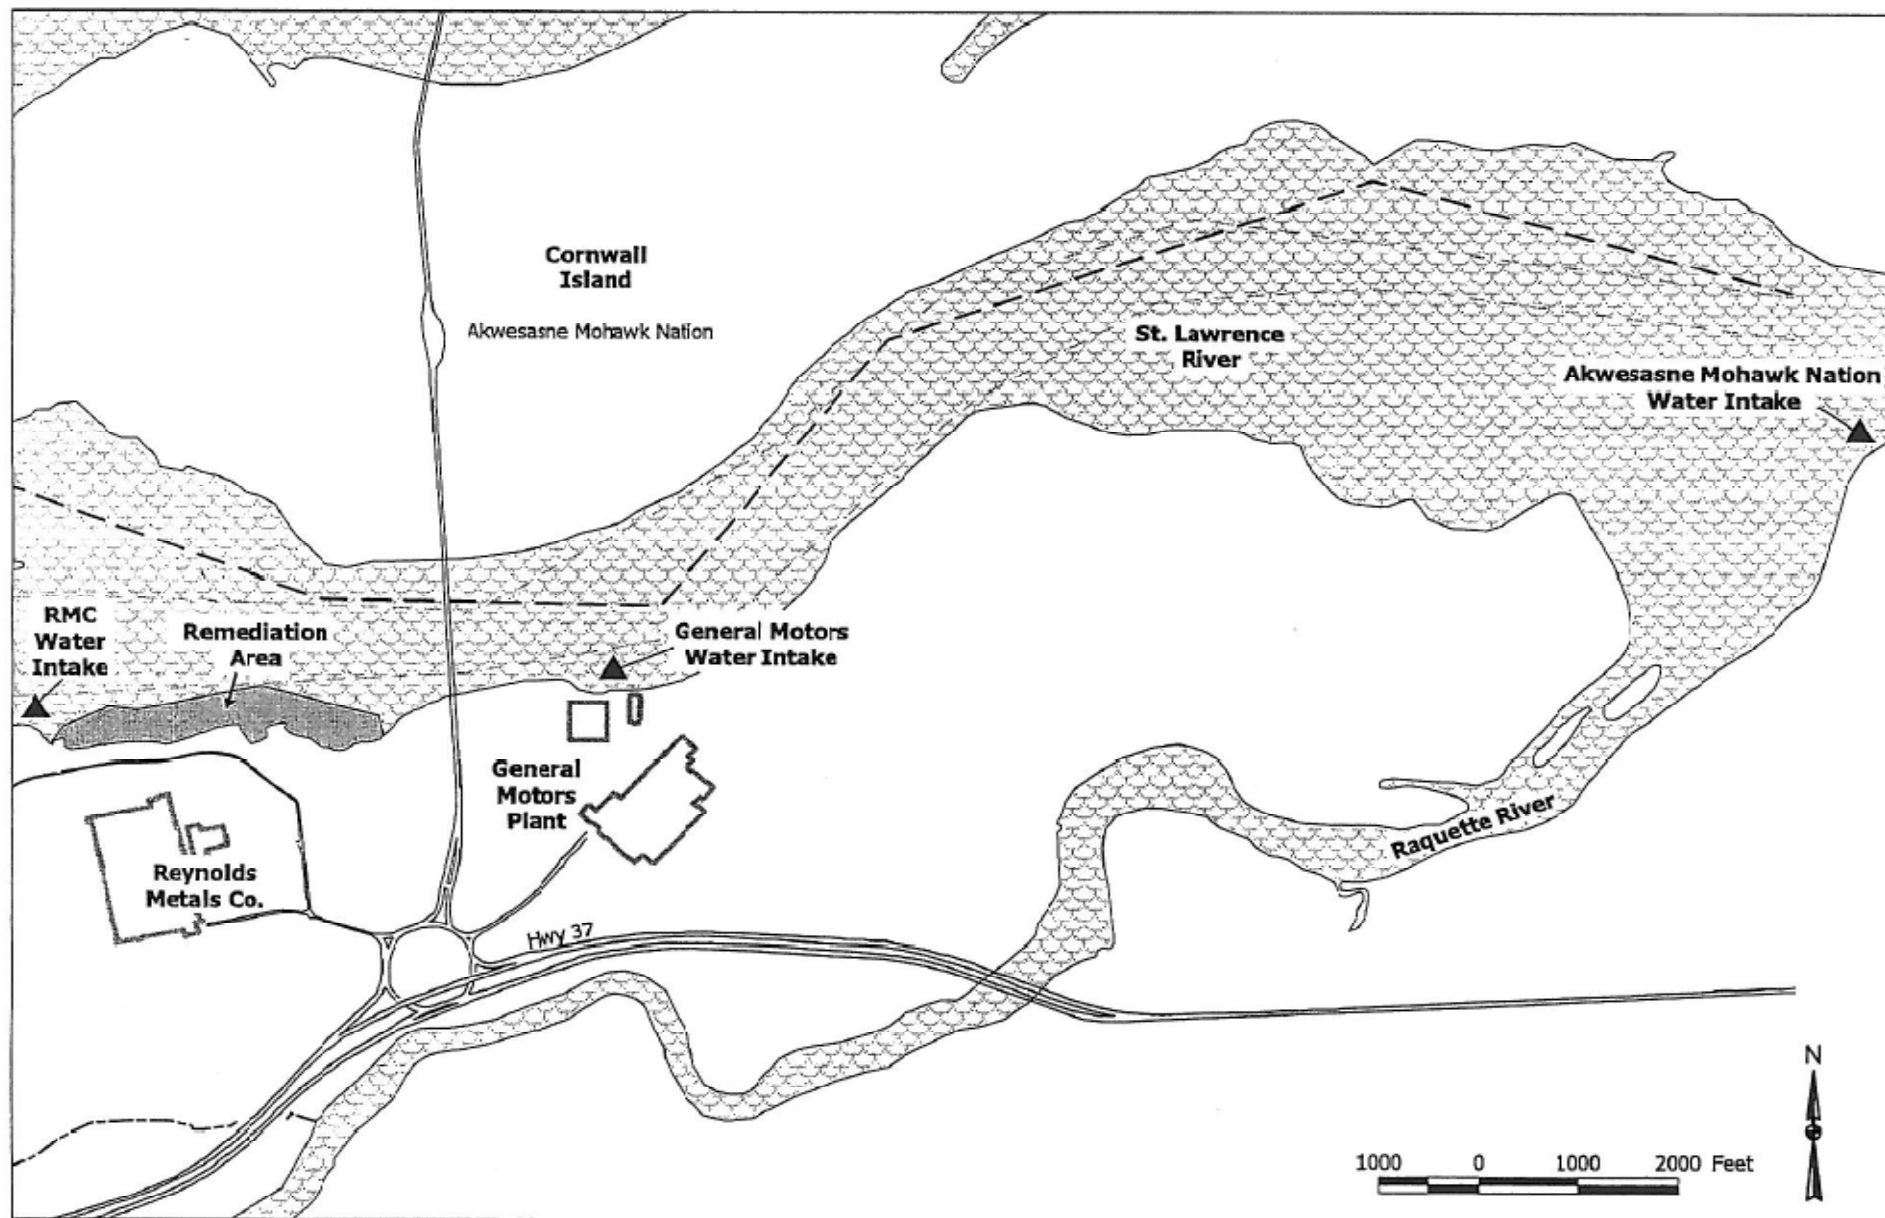 Cornwall
Island
Akwesasne Mohawk Nation
St. Lawrence
River
Akwesasne Mohawk Nation
Water Intake
RMC
Water
Intake
Remediation
Area
General Motors
Water Intake
General
Motors
Plant
Reynolds
Metals Co.
Raquette River
Hwy 37
N
1000 0 1000 2000 Feet